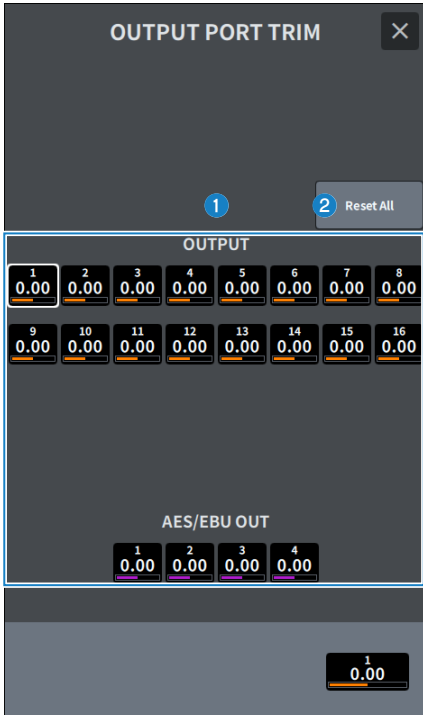 OUTPUT PORT TRIM
1
2 Reset All
OUTPUT
1 2 3 4 5 6 7 8
0.00 0.00 0.00 0.00 0.00 0.00 0.00 0.00
9 10 11 12 13 14 15 16
0.00 0.00 0.00 0.00 0.00 0.00 0.00 0.00
AES/EBU OUT
1 2 3 4
0.00 0.00 0.00 0.00
1
0.00